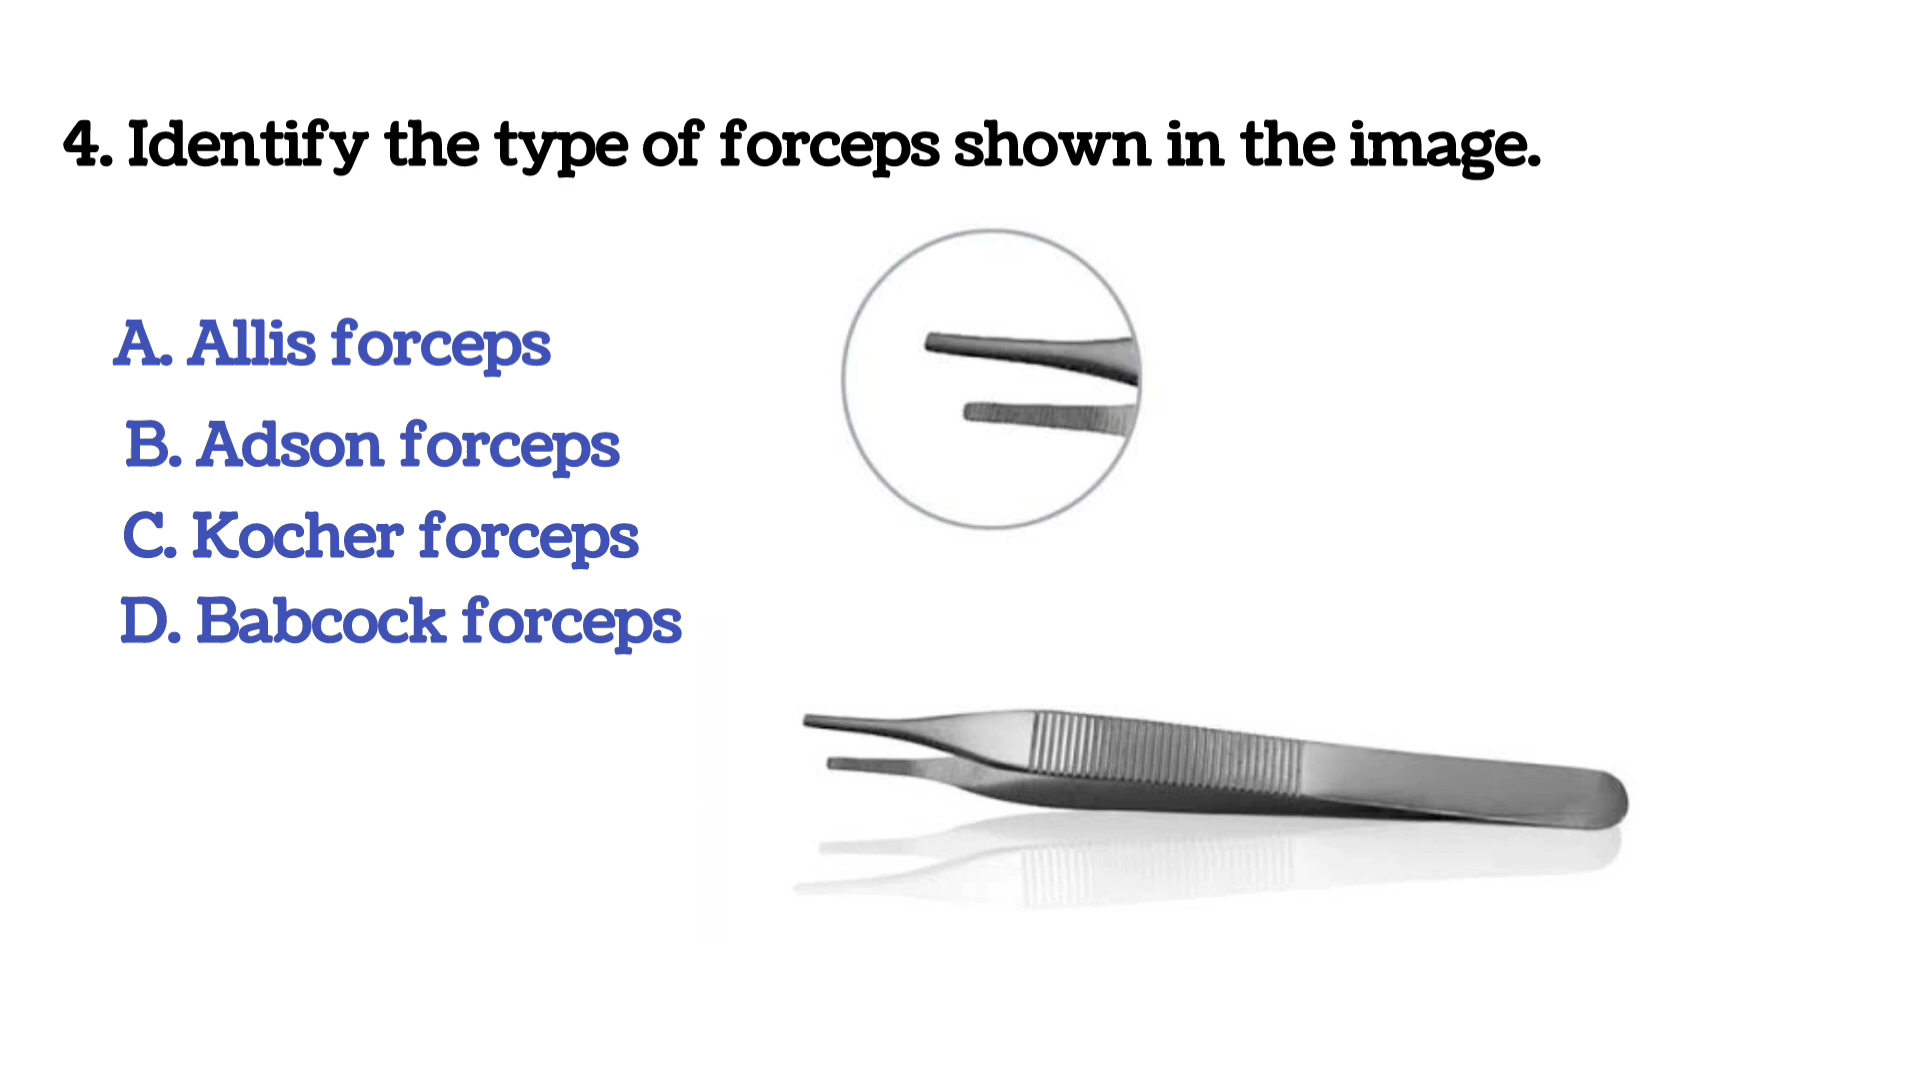 4. Identify the type of forceps shown in the image.
A. Allis forceps
B. Adson forceps
C. Kocher forceps
D. Babcock forceps